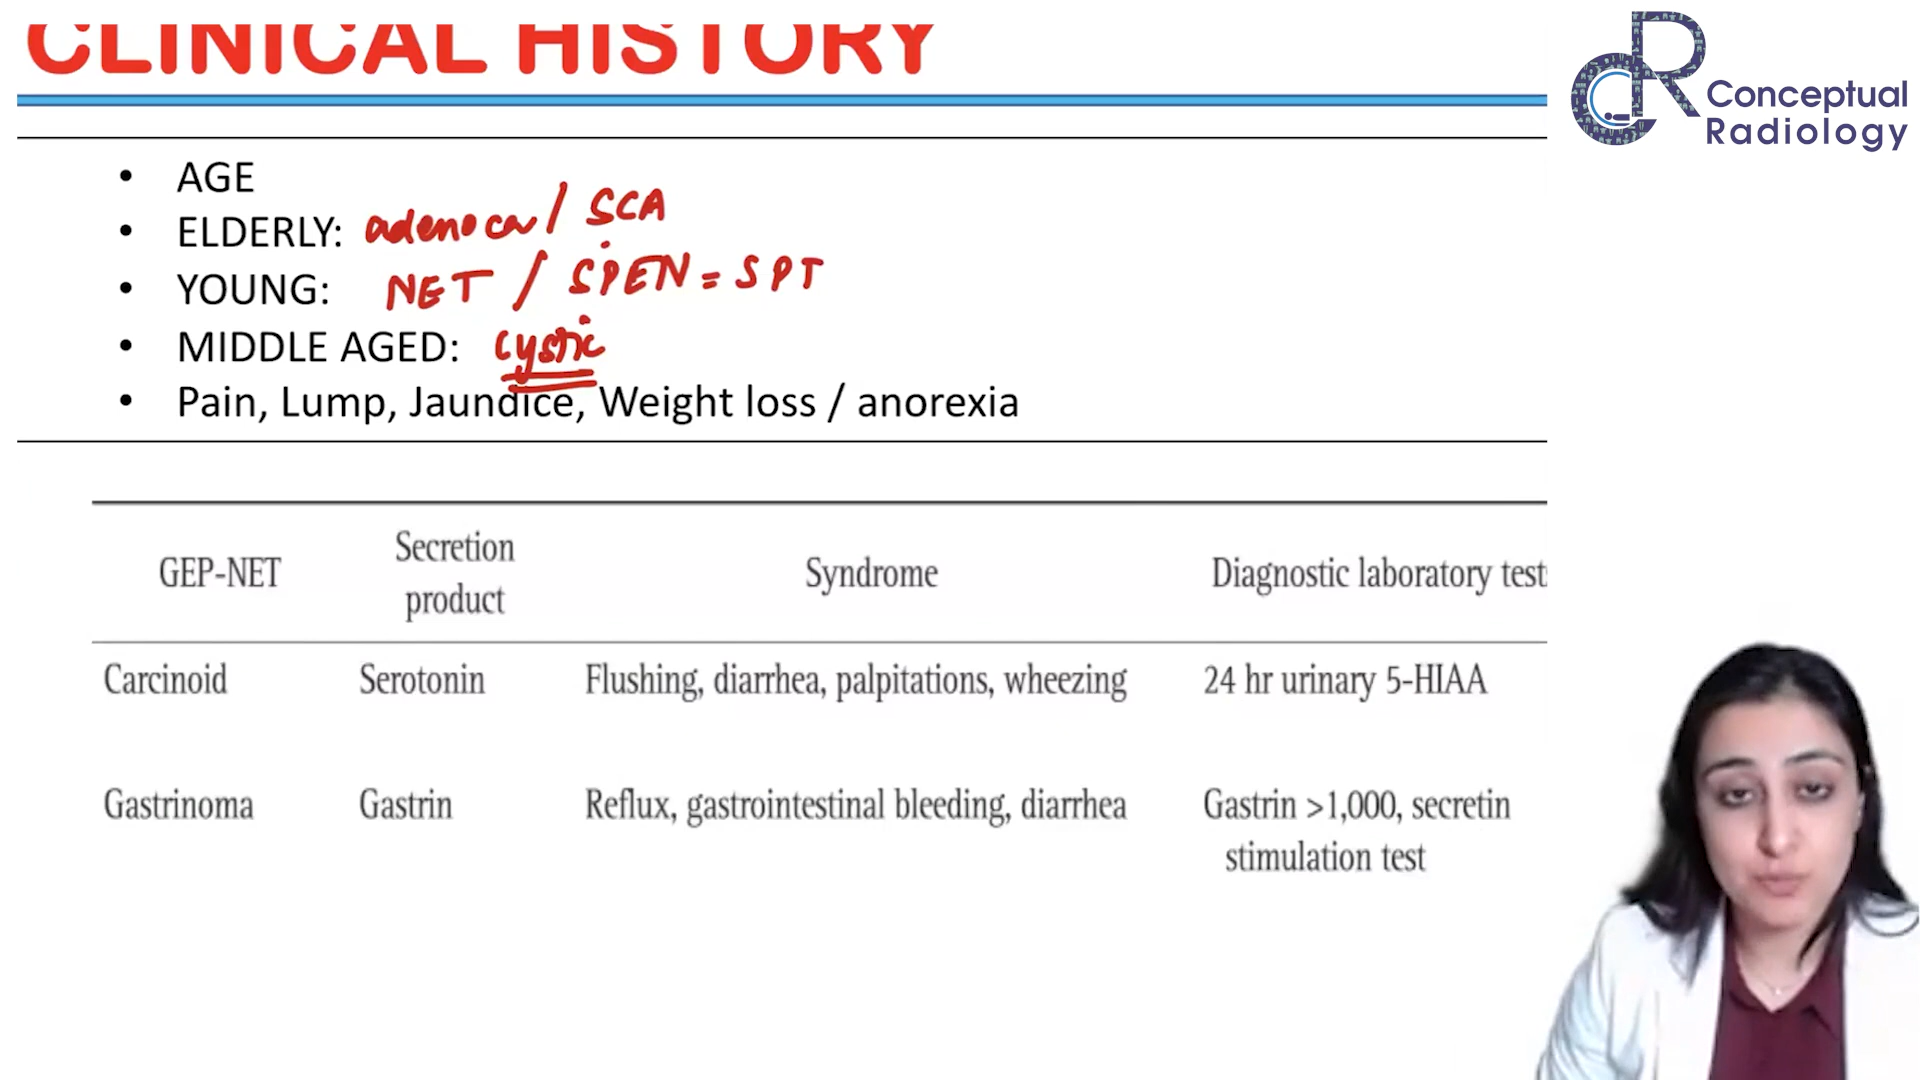 CLINICAL HISTORY
Conceptual
Radiology
• AGE
• ELDERLY: adenoca / SCA
• YOUNG: NET / SPEN = SPT
• MIDDLE AGED: cystic
• Pain, Lump, Jaundice, Weight loss / anorexia
GEP-NET Secretion product Syndrome Diagnostic laboratory test
Carcinoid Serotonin Flushing, diarrhea, palpitations, wheezing 24 hr urinary 5-HIAA
Gastrinoma Gastrin Reflux, gastrointestinal bleeding, diarrhea Gastrin >1,000, secretin
stimulation test